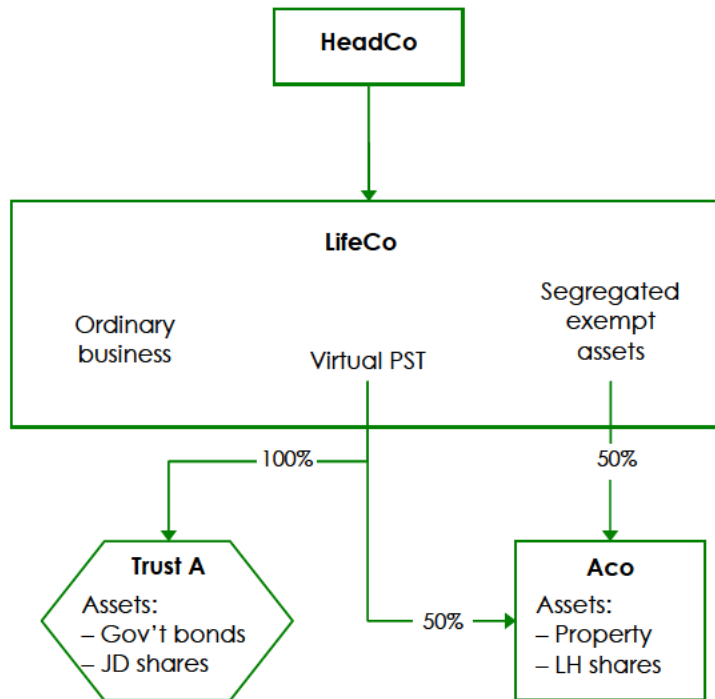 HeadCo
LifeCo
Ordinary
business
Virtual PST
Segregated
exempt
assets
100%
50%
50%
Trust A
Assets:
– Gov't bonds
– JD shares
Aco
Assets:
– Property
– LH shares